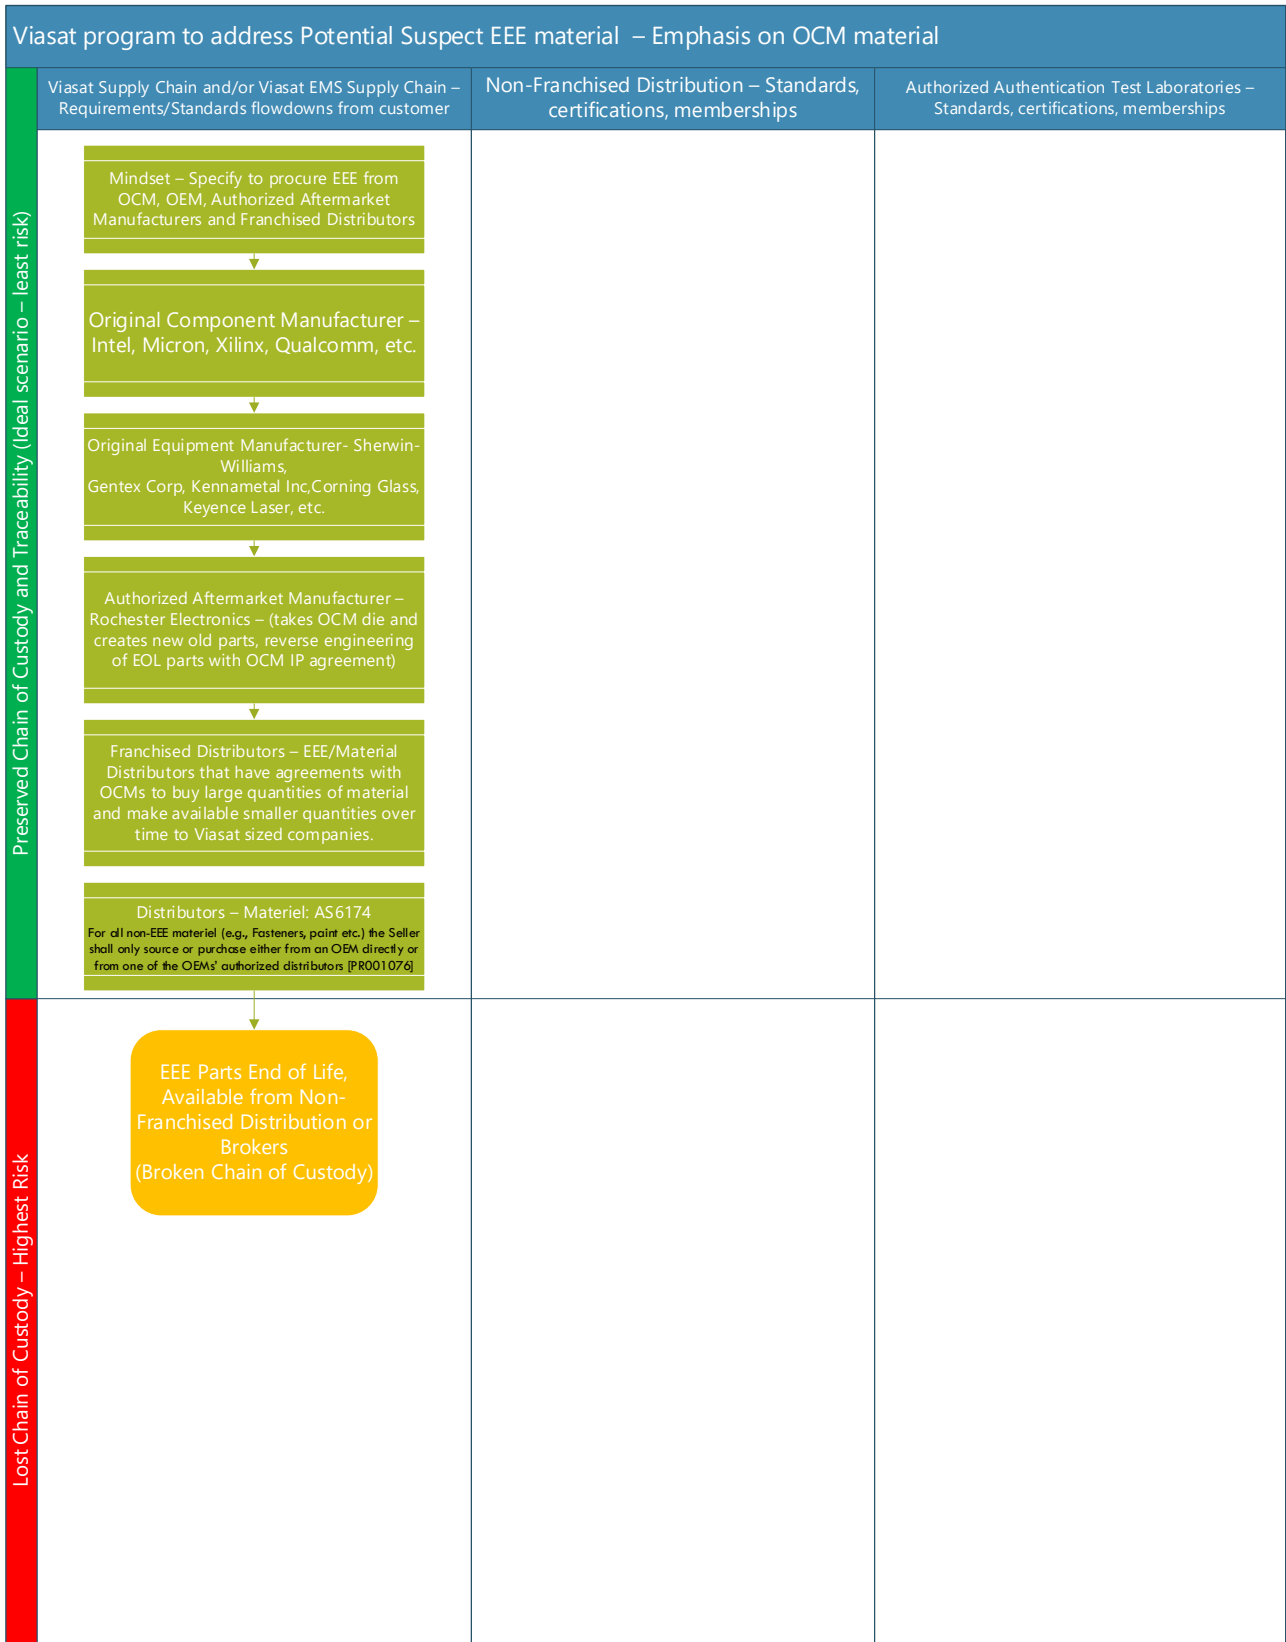 Viasat program to address Potential Suspect EEE material – Emphasis on OCM material
Viasat Supply Chain and/or Viasat EMS Supply Chain –
Requirements/Standards flowdowns from customer
Non-Franchised Distribution – Standards,
certifications, memberships
Authorized Authentication Test Laboratories –
Standards, certifications, memberships
Preserved Chain of Custody and Traceability (Ideal scenario – least risk)
Mindset – Specify to procure EEE from
OCM, OEM, Authorized Aftermarket
Manufacturers and Franchised Distributors
Original Component Manufacturer –
Intel, Micron, Xilinx, Qualcomm, etc.
Original Equipment Manufacturer- Sherwin-
Williams,
Gentex Corp, Kennametal Inc,Corning Glass,
Keyence Laser, etc.
Authorized Aftermarket Manufacturer –
Rochester Electronics – (takes OCM die and
creates new old parts, reverse engineering
of EOL parts with OCM IP agreement)
Franchised Distributors – EEE/Material
Distributors that have agreements with
OCMs to buy large quantities of material
and make available smaller quantities over
time to Viasat sized companies.
Distributors – Materiel: AS6174
For all non-EEE materiel (e.g., Fasteners, paint etc.) the Seller
shall only source or purchase either from an OEM directly or
from one of the OEMs' authorized distributors [PR001076]
Lost Chain of Custody – Highest Risk
EEE Parts End of Life,
Available from Non-
Franchised Distribution or
Brokers
(Broken Chain of Custody)